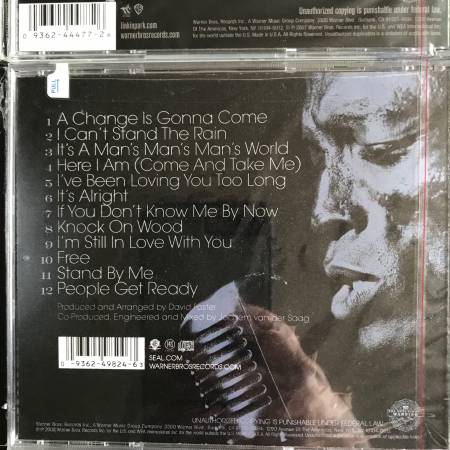 linkinpark.com
warnerbrosrecords.com
0 9362-44477-2
Unauthorized copying is punishable under federal law.
PULL
1 A Change Is Gonna Come
2 I Can't Stand The Rain
3 It's A Man's Man's Man's World
4 Here I Am (Come And Take Me)
5 I've Been Loving You Too Long
6 It's Alright
7 If You Don't Know Me By Now
8 Knock On Wood
9 I'm Still In Love With You
10 Free
11 Stand By Me
12 People Get Ready
Produced and Arranged by David Foster
Co-Produced, Engineered and Mixed by Jochem van der Saag
0 9362-49824-6
SEAL.COM
WARNERBROSRECORDS.COM
UNAUTHORIZED COPYING IS PUNISHABLE UNDER FEDERAL LAW.